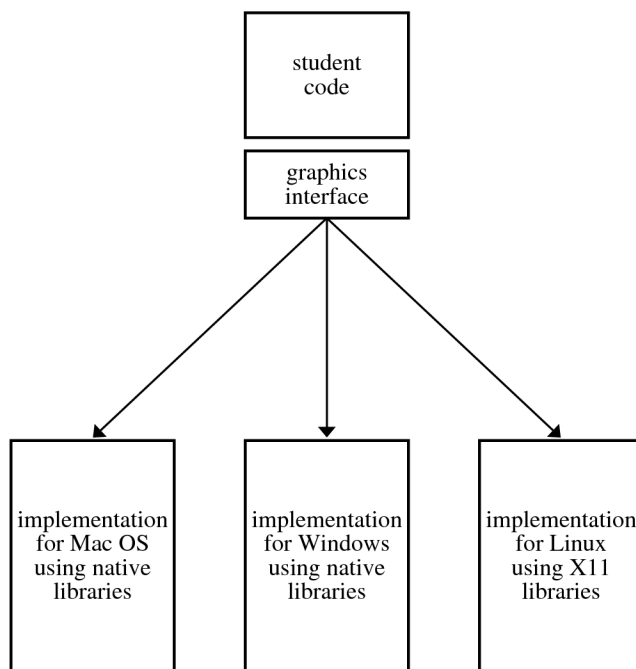 student
code
graphics
interface
implementation
for Mac OS
using native
libraries
implementation
for Windows
using native
libraries
implementation
for Linux
using X11
libraries